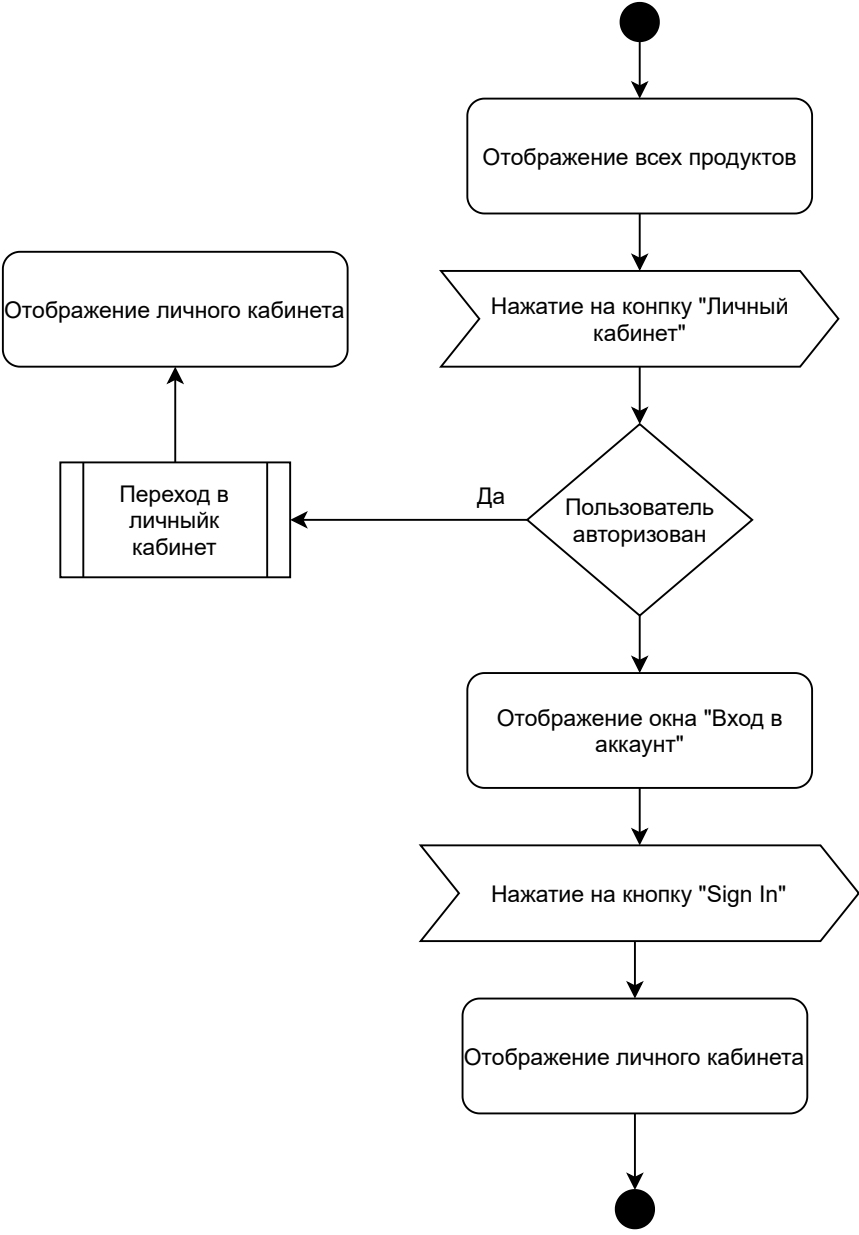 Отображение всех продуктов
Отображение личного кабинета
Нажатие на конпку "Личный
кабинет"
Переход в
личныйк
кабинет
Да
Пользователь
авторизован
Отображение окна "Вход в
аккаунт"
Нажатие на кнопку "Sign In"
Отображение личного кабинета